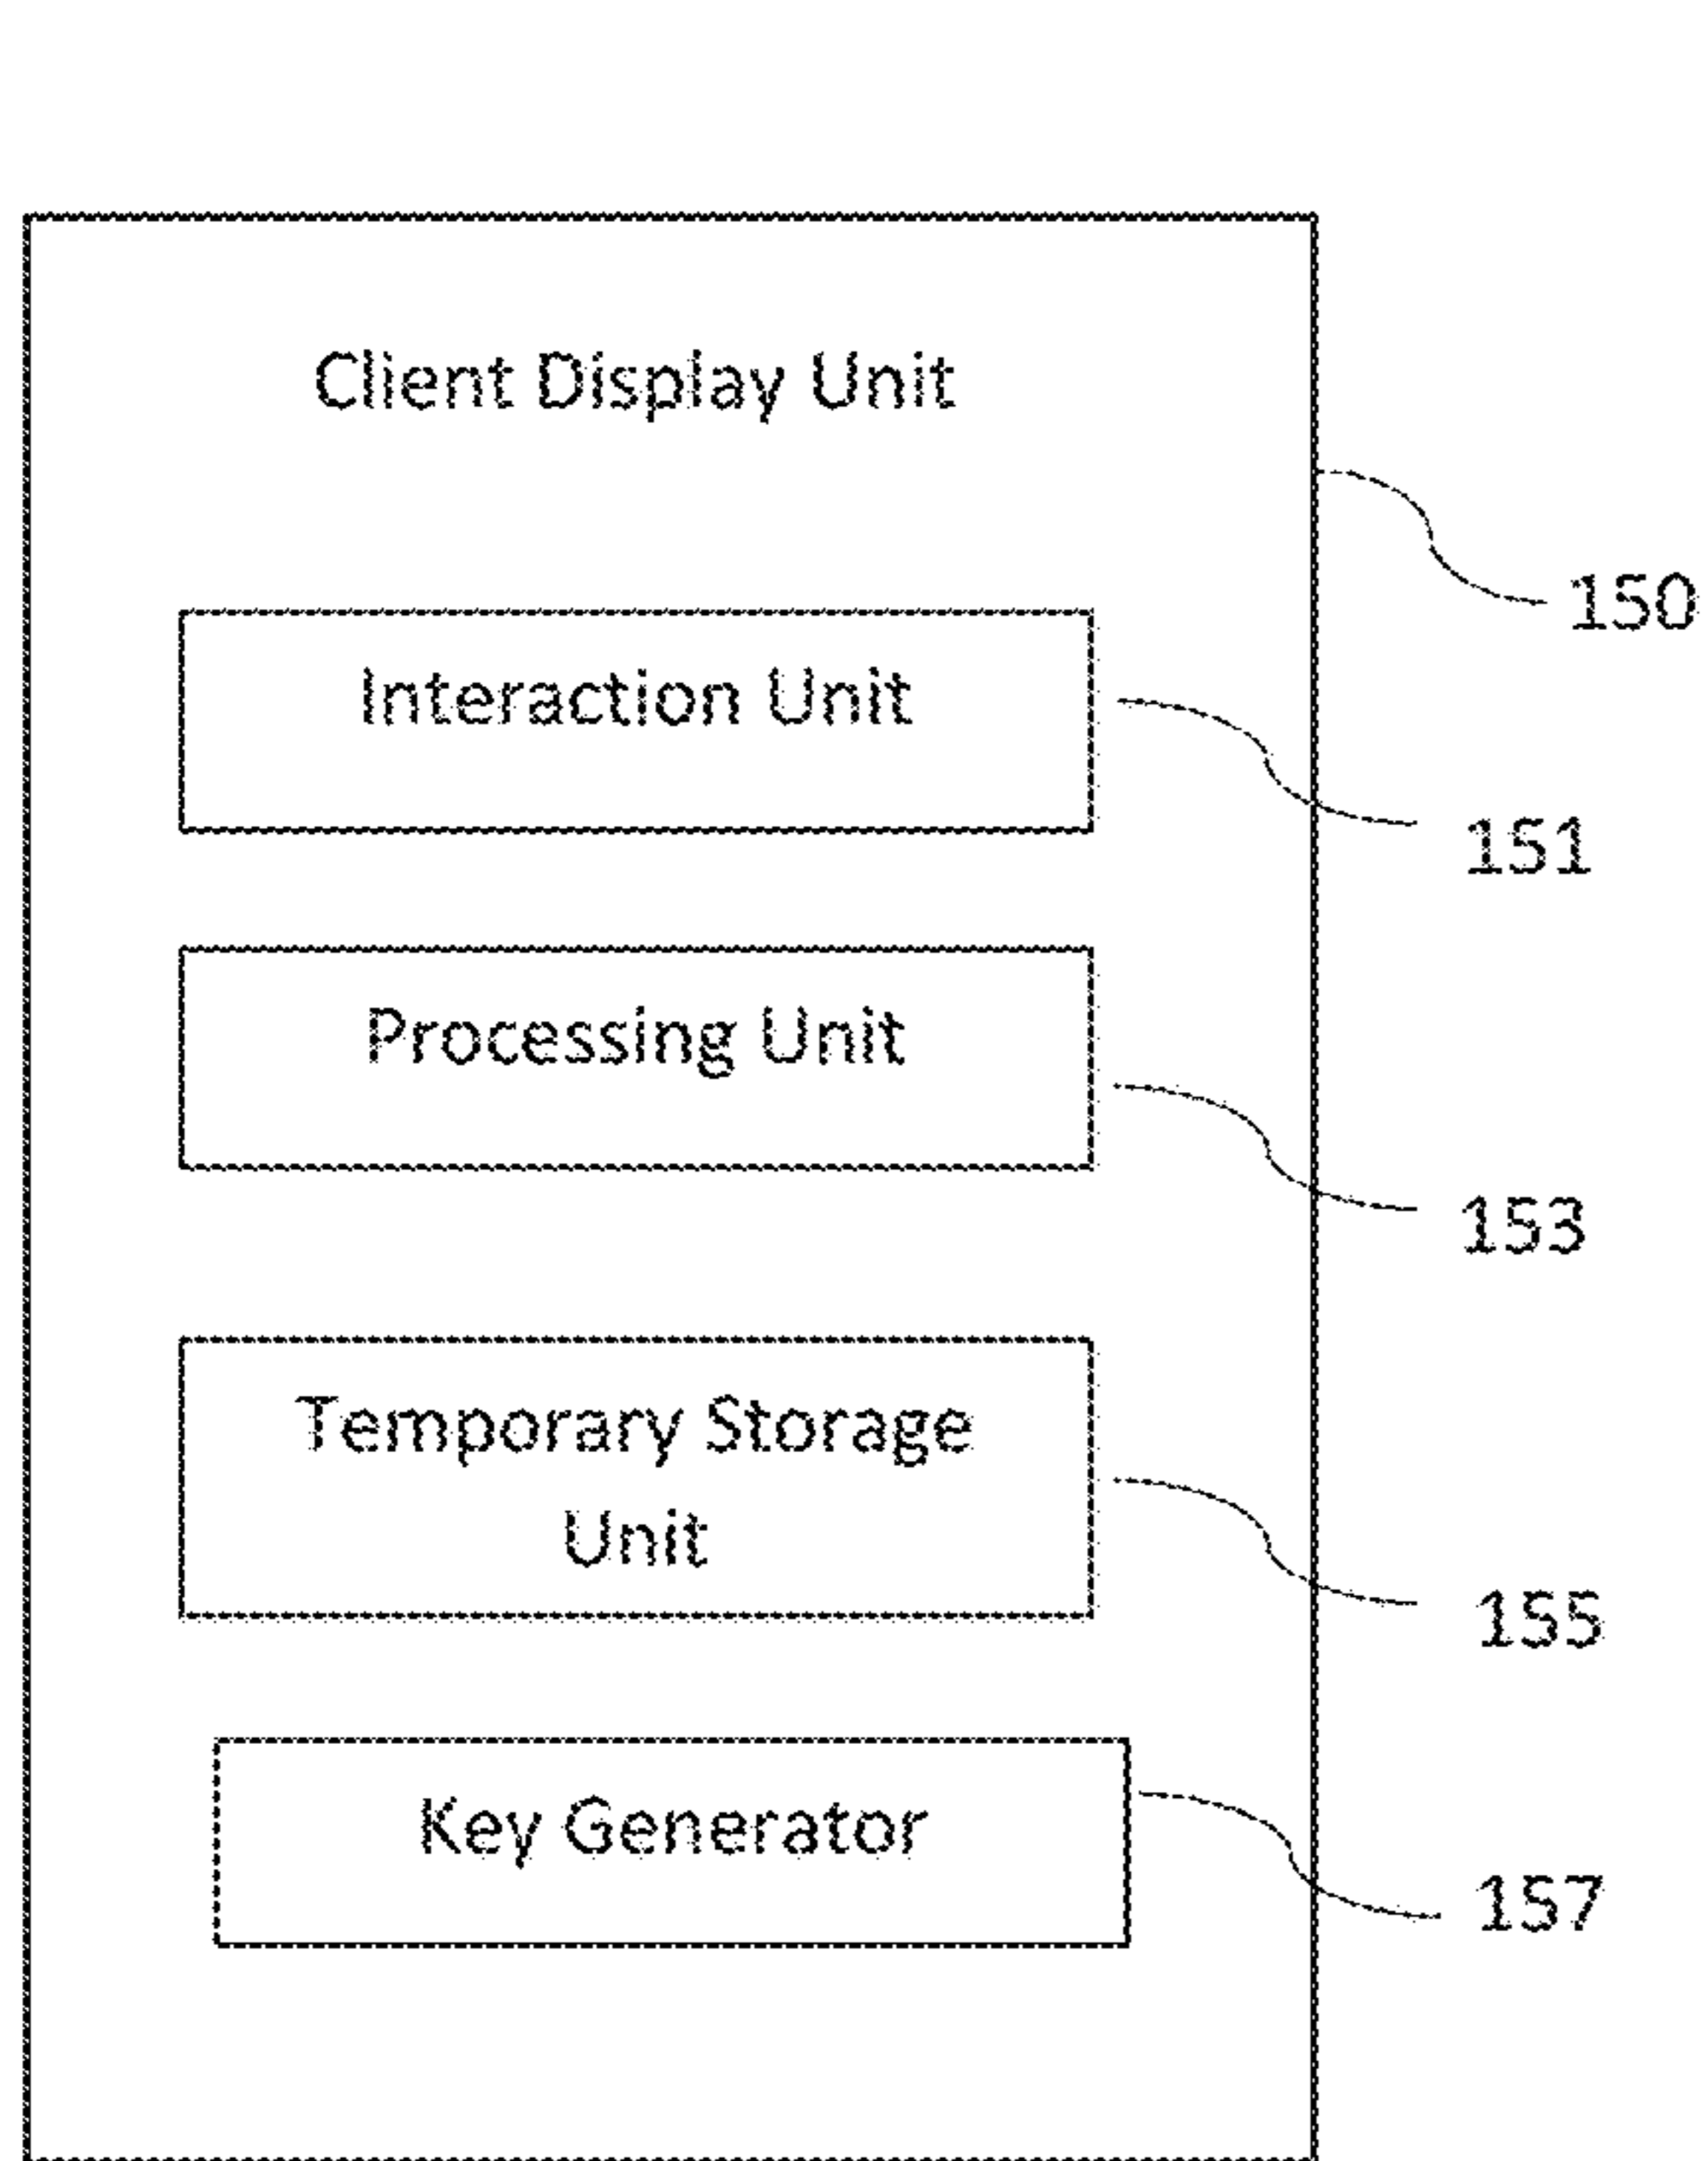 Client Display Unit
150
Interaction Unit
151
Processing Unit
153
Temporary Storage
Unit
155
Key Generator
157